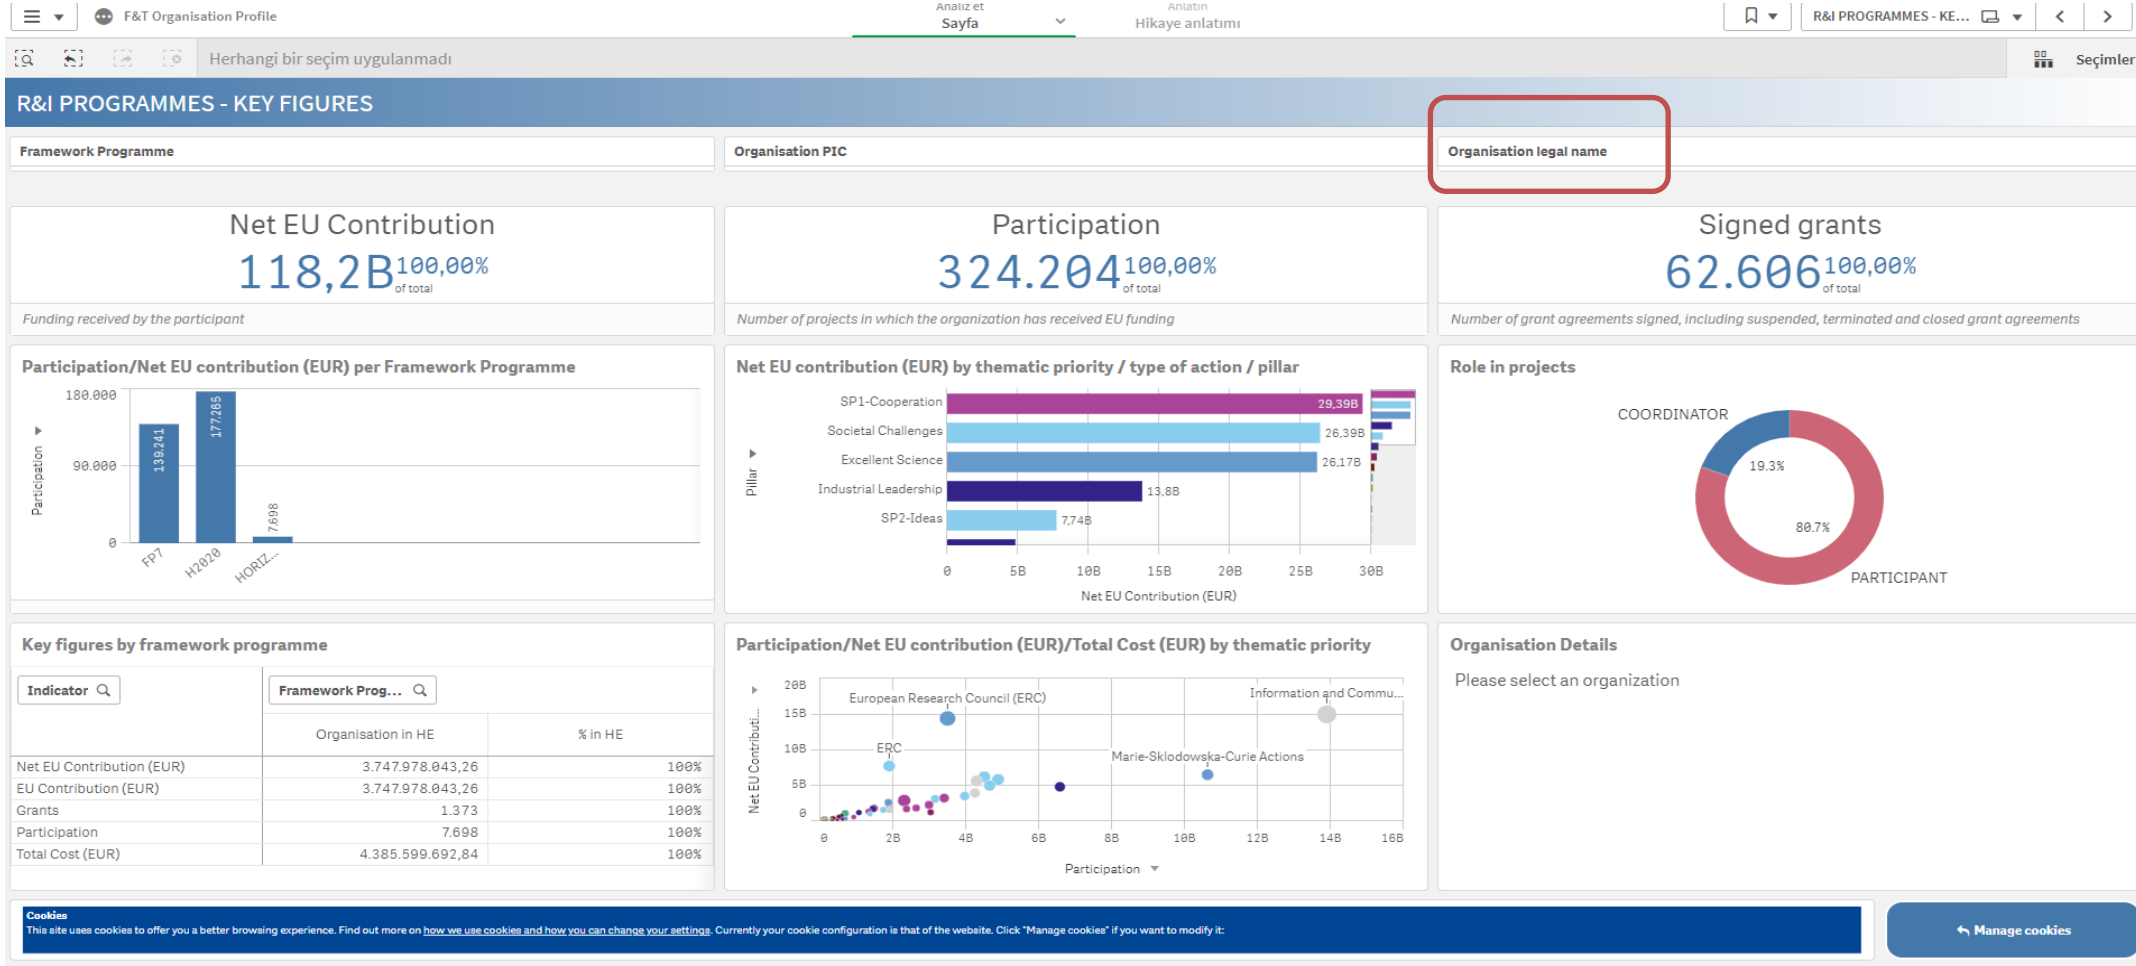 F&T Organisation Profile
Analiz et
Sayfa
Anlatın
Hikaye anlatımı
R&I PROGRAMMES - KE...
Herhangi bir seçim uygulanmadı
Seçimler
R&I PROGRAMMES - KEY FIGURES
Framework Programme
Organisation PIC
Organisation legal name
Net EU Contribution
118,2B 100,00%
of total
Funding received by the participant
Participation
324.204 100,00%
of total
Number of projects in which the organization has received EU funding
Signed grants
62.606 100,00%
of total
Number of grant agreements signed, including suspended, terminated and closed grant agreements
Participation/Net EU contribution (EUR) per Framework Programme
Participation
180.000
90.000
0
139.241
177.265
7.698
FP7
H2020
HORIZ...
Net EU contribution (EUR) by thematic priority / type of action / pillar
Pillar
SP1-Cooperation 29,39B
Societal Challenges 26,39B
Excellent Science 26,17B
Industrial Leadership 13,8B
SP2-Ideas 7,74B
0 5B 10B 15B 20B 25B 30B
Net EU Contribution (EUR)
Role in projects
COORDINATOR
19.3%
80.7%
PARTICIPANT
Key figures by framework programme
Indicator
Framework Prog...
Organisation in HE % in HE
Net EU Contribution (EUR) 3.747.978.043,26 100%
EU Contribution (EUR) 3.747.978.043,26 100%
Grants 1.373 100%
Participation 7.698 100%
Total Cost (EUR) 4.385.599.692,84 100%
Participation/Net EU contribution (EUR)/Total Cost (EUR) by thematic priority
Net EU Contributi...
20B
15B
10B
5B
0
European Research Council (ERC)
Information and Commu...
ERC
Marie-Sklodowska-Curie Actions
0 2B 4B 6B 8B 10B 12B 14B 16B
Participation
Organisation Details
Please select an organization
Cookies
This site uses cookies to offer you a better browsing experience. Find out more on how we use cookies and how you can change your settings. Currently your cookie configuration is that of the website. Click "Manage cookies" if you want to modify it:
Manage cookies